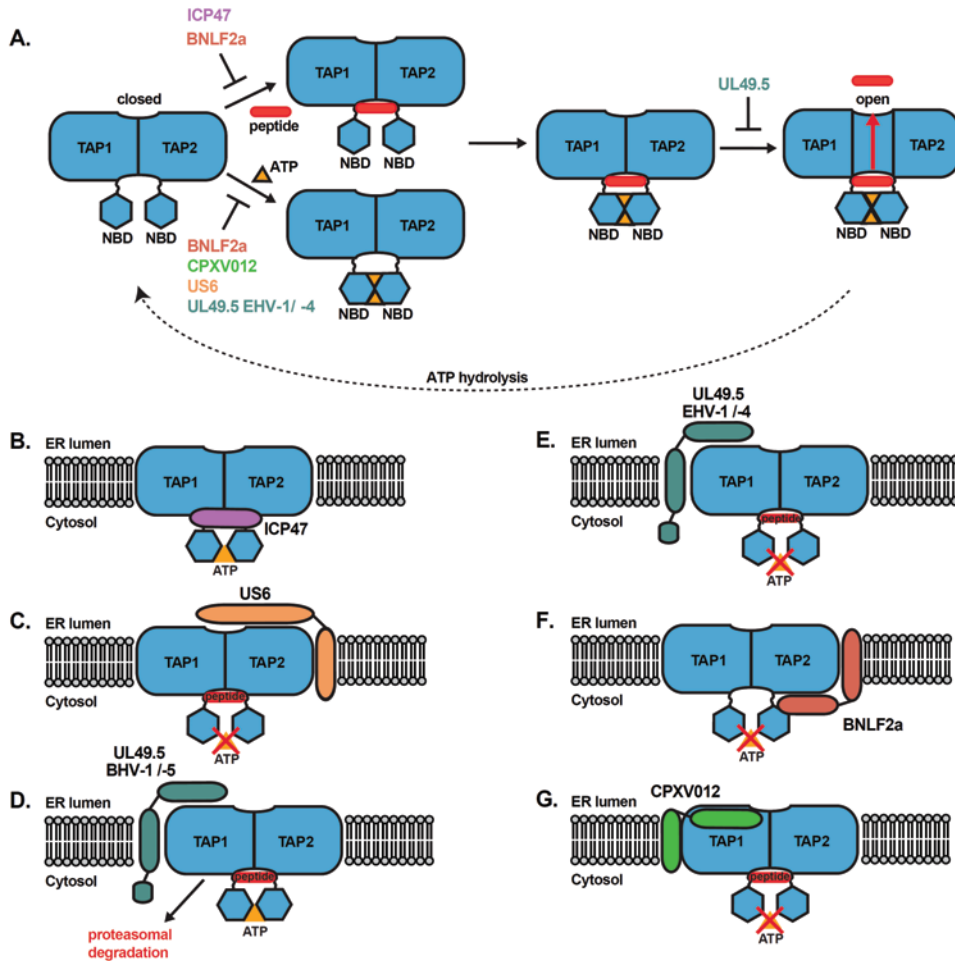 A.
ICP47
BNLF2a
closed
TAP1
TAP2
NBD
NBD
peptide
ATP
BNLF2a
CPXV012
US6
UL49.5 EHV-1/ -4
TAP1
TAP2
NBD
NBD
TAP1
TAP2
NBD
NBD
TAP1
TAP2
NBD
NBD
UL49.5
open
TAP1
TAP2
NBD
NBD
ATP hydrolysis
B.
ER lumen
TAP1
TAP2
Cytosol
ICP47
ATP
C.
US6
ER lumen
TAP1
TAP2
Cytosol
peptide
ATP
D.
UL49.5
BHV-1 /-5
ER lumen
TAP1
TAP2
Cytosol
peptide
ATP
proteasomal
degradation
E.
UL49.5
EHV-1 /-4
ER lumen
TAP1
TAP2
Cytosol
peptide
ATP
F.
ER lumen
TAP1
TAP2
Cytosol
BNLF2a
ATP
G.
CPXV012
ER lumen
TAP1
TAP2
Cytosol
peptide
ATP